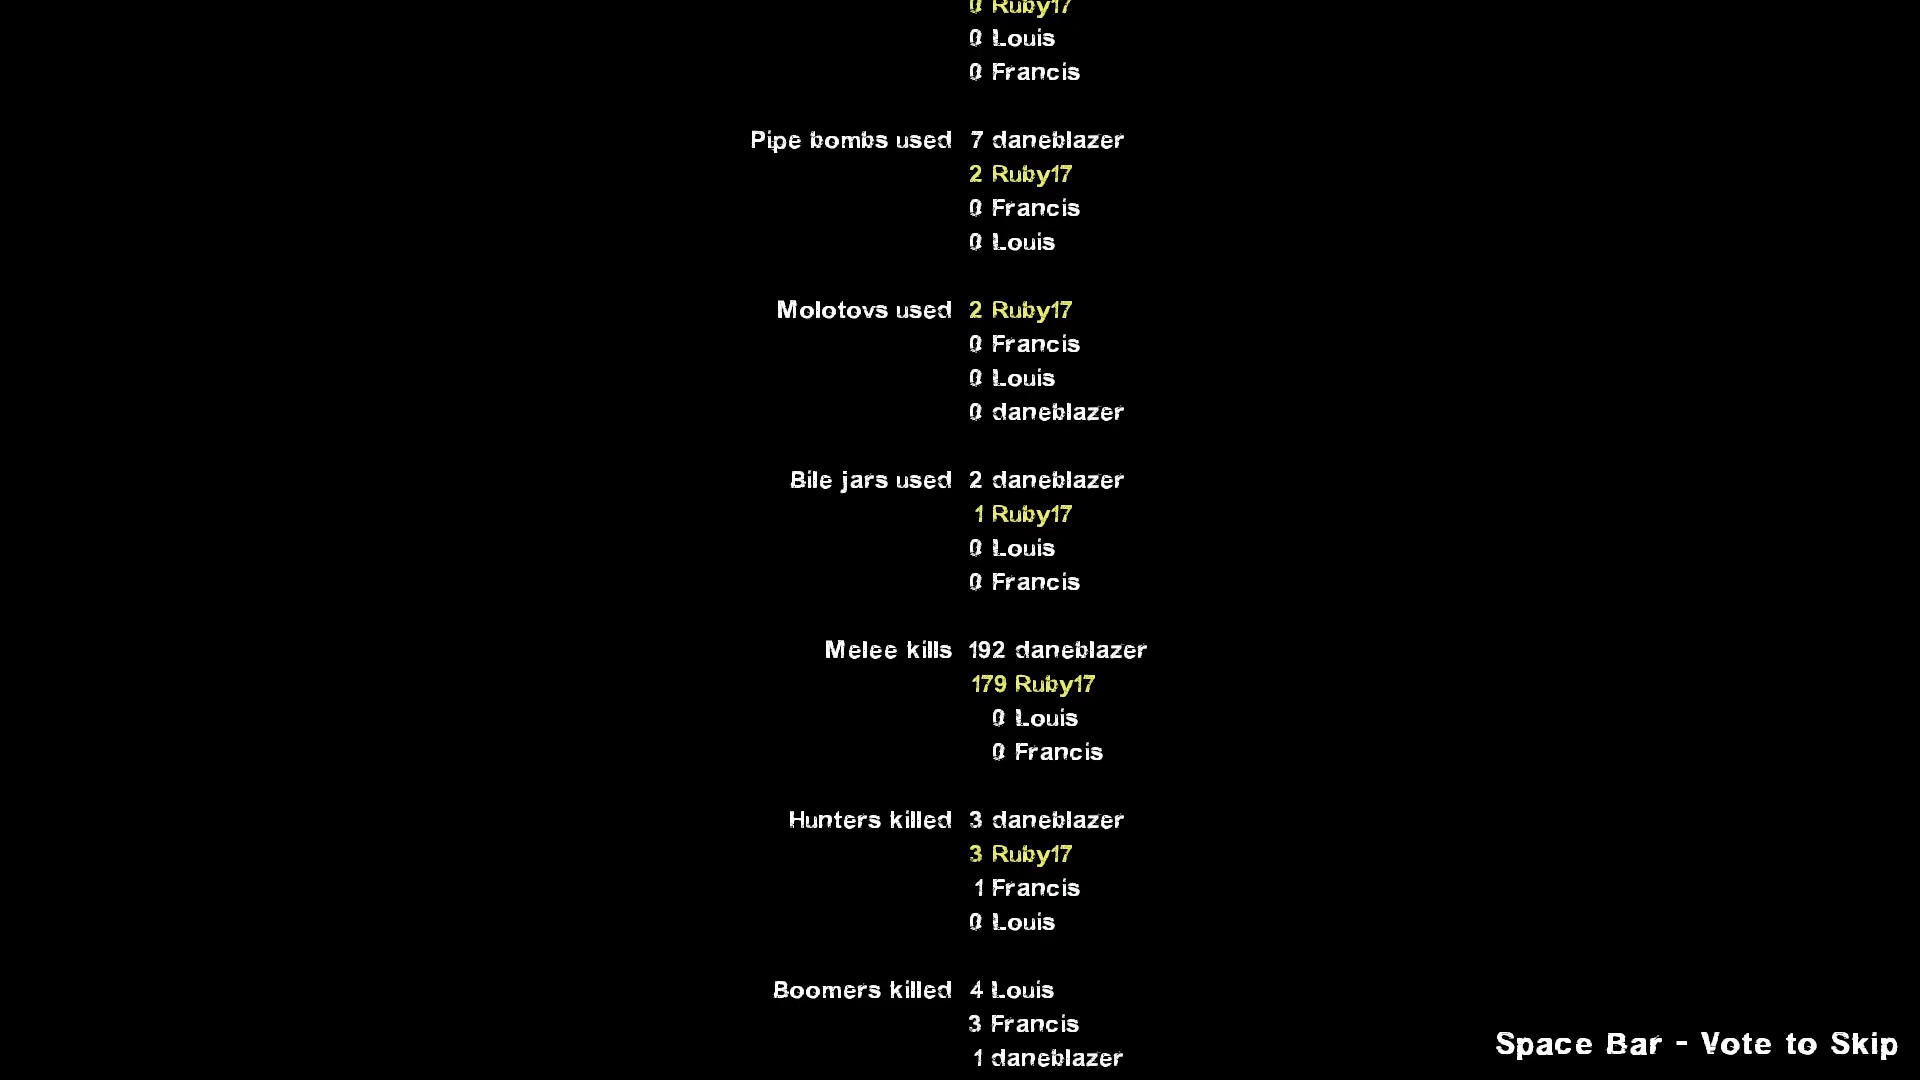 0 Ruby17
0 Louis
0 Francis
Pipe bombs used 7 daneblazer
2 Ruby17
0 Francis
0 Louis
Molotovs used 2 Ruby17
0 Francis
0 Louis
0 daneblazer
Bile jars used 2 daneblazer
1 Ruby17
0 Louis
0 Francis
Melee kills 192 daneblazer
179 Ruby17
0 Louis
0 Francis
Hunters killed 3 daneblazer
3 Ruby17
1 Francis
0 Louis
Boomers killed 4 Louis
3 Francis
1 daneblazer
Space Bar - Vote to Skip